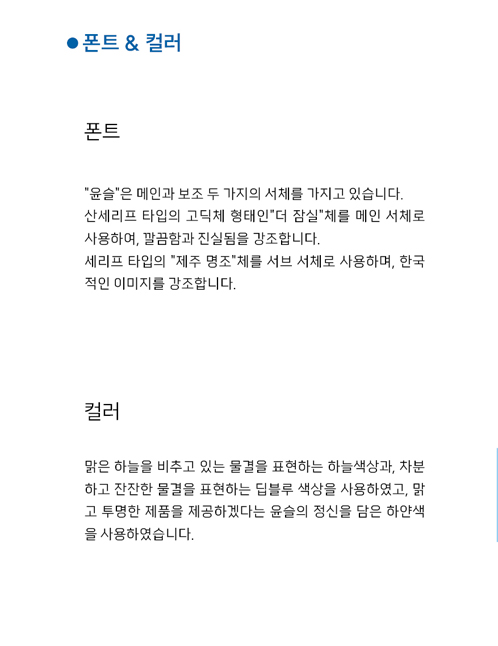 ● 폰트 & 컬러
폰트
"윤슬"은 메인과 보조 두 가지의 서체를 가지고 있습니다.
산세리프 타입의 고딕체 형태인"더 잠실"체를 메인 서체로
사용하여, 깔끔함과 진실됨을 강조합니다.
세리프 타입의 "제주 명조"체를 서브 서체로 사용하며, 한국
적인 이미지를 강조합니다.
컬러
맑은 하늘을 비추고 있는 물결을 표현하는 하늘색상과, 차분
하고 잔잔한 물결을 표현하는 딥블루 색상을 사용하였고, 맑
고 투명한 제품을 제공하겠다는 윤슬의 정신을 담은 하얀색
을 사용하였습니다.